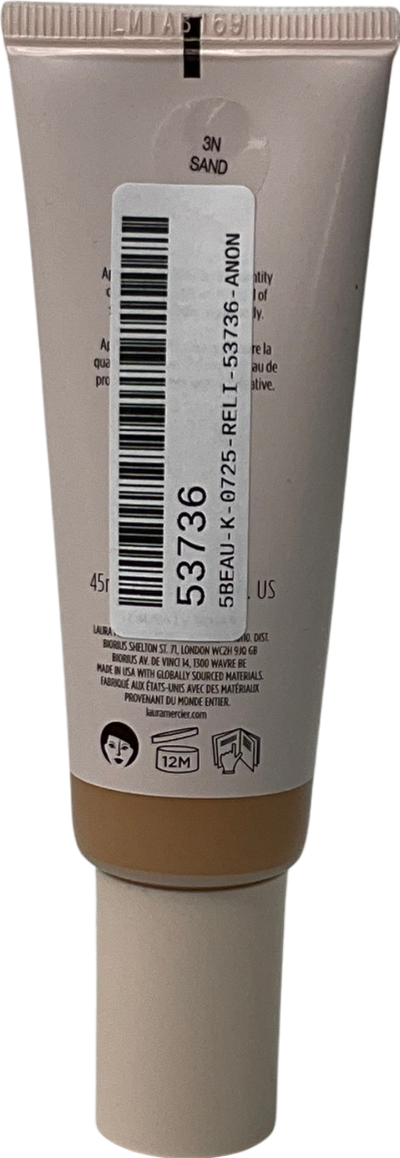 3N
SAND
53736
5BEAU-K-0725-RELI-53736-ANON
45
US
LAURA
DIST.
BIORIUS SHELTON ST. 71, LONDON WC2H 9JQ GB
BIORIUS AV. DE VINCI 14, 1300 WAVRE BE
MADE IN USA WITH GLOBALLY SOURCED MATERIALS.
FABRIQUÉ AUX ÉTATS-UNIS AVEC DES MATÉRIAUX
PROVENANT DU MONDE ENTIER.
lauramercier.com
12M